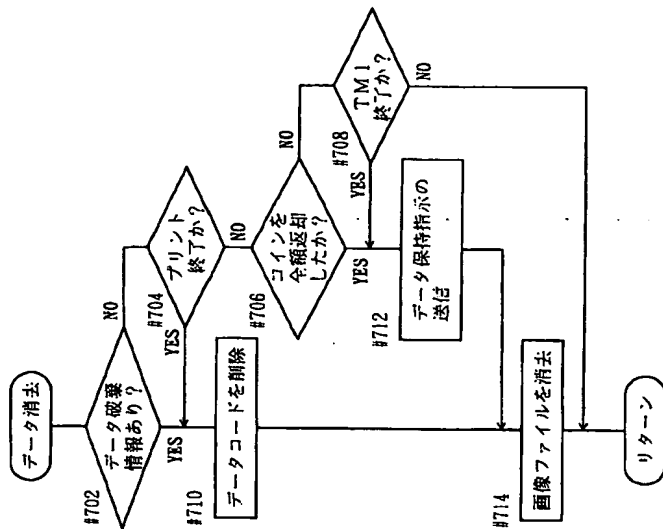 データ消去
#702
データ破棄
情報あり？
NO
YES
#704
プリント
終了か？
NO
YES
#706
コインを
全額返却
したか？
NO
YES
#708
TM1
終了か？
NO
YES
#710
データコードを削除
#712
データ保持指示の
送信
#714
画像ファイルを消去
リターン